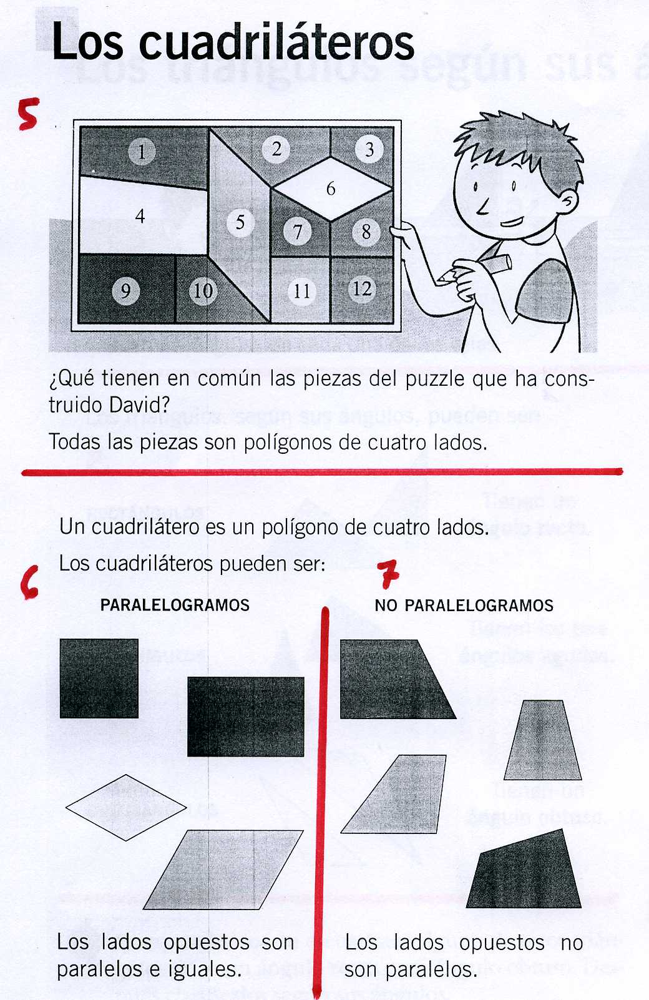 Los cuadriláteros
5
1
2
3
4
5
6
7
8
9
10
11
12
¿Qué tienen en común las piezas del puzzle que ha cons-
truido David?
Todas las piezas son polígonos de cuatro lados.
Un cuadrilátero es un polígono de cuatro lados.
Los cuadriláteros pueden ser:
6
7
PARALELOGRAMOS
NO PARALELOGRAMOS
Los lados opuestos son
paralelos e iguales.
Los lados opuestos no
son paralelos.